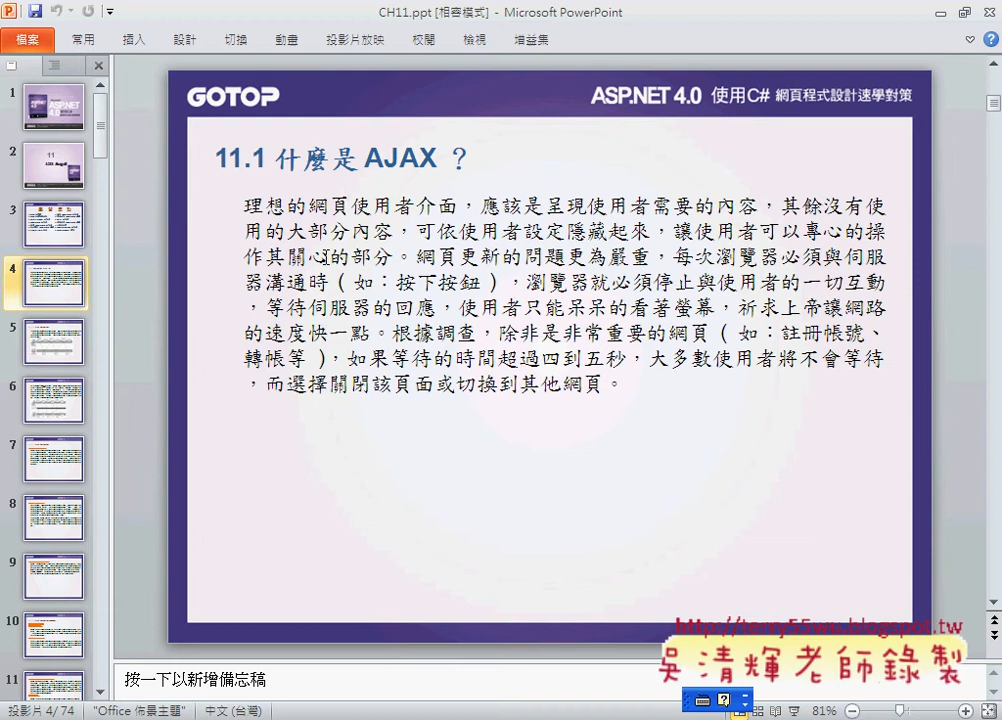 CH11.ppt [相容模式] - Microsoft PowerPoint
檔案 常用 插入 設計 切換 動畫 投影片放映 校閱 檢視 增益集
GOTOP
ASP.NET 4.0 使用C# 網頁程式設計速學對策
11.1 什麼是 AJAX ？
理想的網頁使用者介面，應該是呈現使用者需要的內容，其餘沒有使
用的大部分內容，可依使用者設定隱藏起來，讓使用者可以專心的操
作其關心的部分。網頁更新的問題更為嚴重，每次瀏覽器必須與伺服
器溝通時（如：按下按鈕），瀏覽器就必須停止與使用者的一切互動
，等待伺服器的回應，使用者只能呆呆的看著螢幕，祈求上帝讓網路
的速度快一點。根據調查，除非是非常重要的網頁（如：註冊帳號、
轉帳等 ），如果等待的時間超過四到五秒，大多數使用者將不會等待
，而選擇關閉該頁面或切換到其他網頁。
1
2
3
4
5
6
7
8
9
10
11
http://terry55wu.blogspot.tw
吳清輝老師錄製
按一下以新增備忘稿
投影片 4/74 "Office 佈景主題" 中文 (台灣) 81%